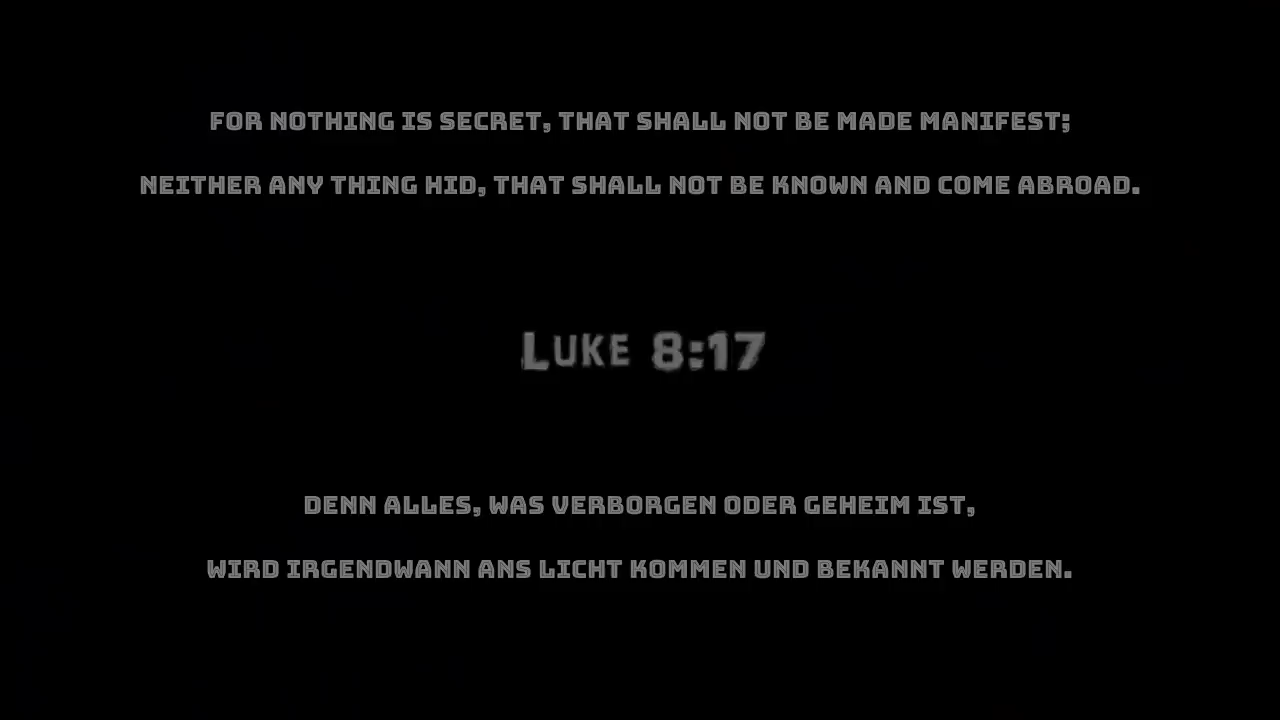 FOR NOTHING IS SECRET, THAT SHALL NOT BE MADE MANIFEST;
NEITHER ANY THING HID, THAT SHALL NOT BE KNOWN AND COME ABROAD.
LUKE 8:17
DENN ALLES, WAS VERBORGEN ODER GEHEIM IST,
WIRD IRGENDWANN ANS LICHT KOMMEN UND BEKANNT WERDEN.